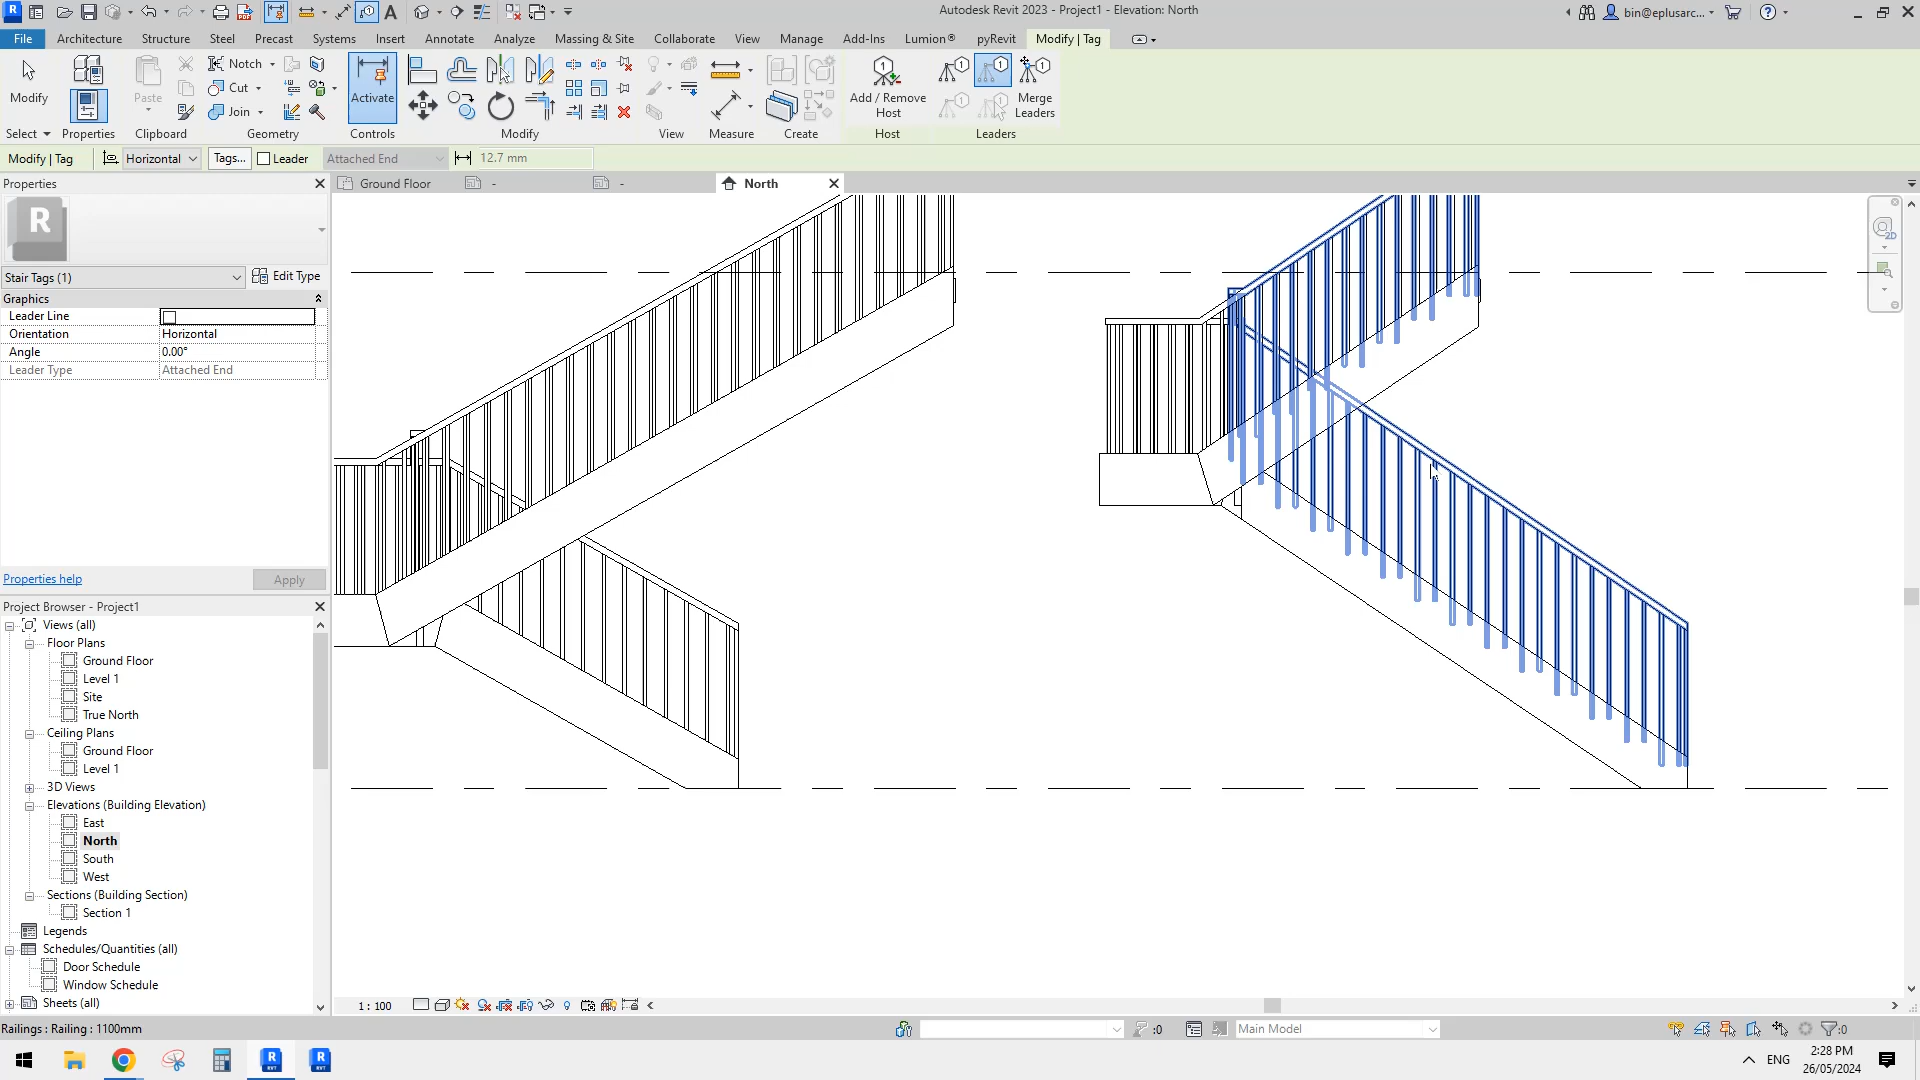 Autodesk Revit 2023 - Project1 - Elevation: North
bin@eplusarc...
File
Architecture
Structure
Steel
Precast
Systems
Insert
Annotate
Analyze
Massing & Site
Collaborate
View
Manage
Add-Ins
Lumion®
pyRevit
Modify | Tag
Modify
Select
Properties
Paste
Clipboard
Notch
Cut
Join
Geometry
Activate
Controls
Modify
View
Measure
Create
Add / Remove
Host
Host
Merge
Leaders
Leaders
Modify | Tag
Horizontal
Tags...
Leader
Attached End
12.7 mm
Properties
Ground Floor
-
-
North
R
Stair Tags (1)
Edit Type
Graphics
Leader Line
Orientation Horizontal
Angle 0.00°
Leader Type Attached End
Properties help
Apply
Project Browser - Project1
Views (all)
Floor Plans
Ground Floor
Level 1
Site
True North
Ceiling Plans
Ground Floor
Level 1
3D Views
Elevations (Building Elevation)
East
North
South
West
Sections (Building Section)
Section 1
Legends
Schedules/Quantities (all)
Door Schedule
Window Schedule
Sheets (all)
2D
1 : 100
Railings : Railing : 1100mm
:0
Main Model
:0
ENG
2:28 PM
26/05/2024